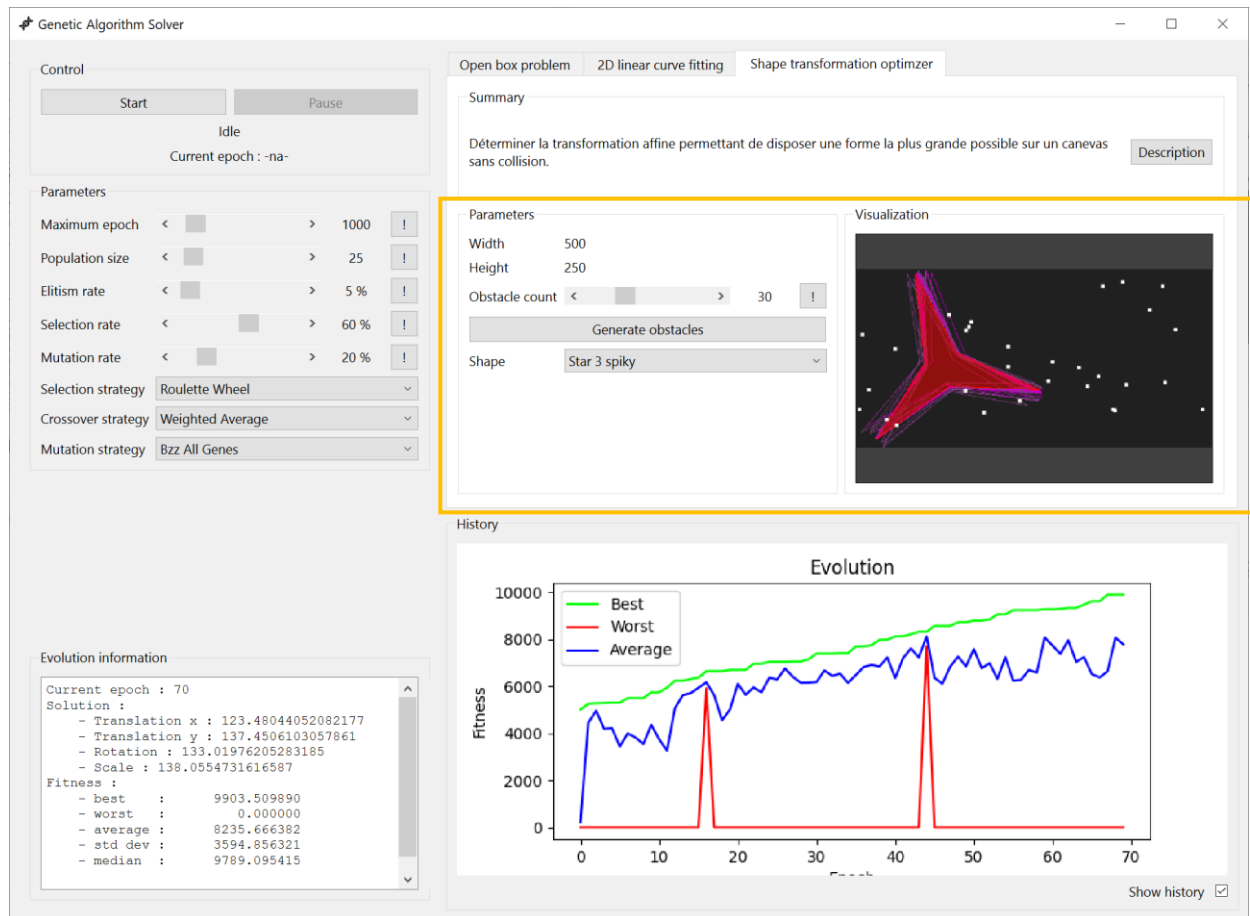 Genetic Algorithm Solver
Control
Start
Pause
Idle
Current epoch : -na-
Parameters
Maximum epoch
1000
!
Population size
25
!
Elitism rate
5 %
!
Selection rate
60 %
!
Mutation rate
20 %
!
Selection strategy
Roulette Wheel
Crossover strategy
Weighted Average
Mutation strategy
Bzz All Genes
Evolution information
Current epoch : 70
Solution :
- Translation x : 123.48044052082177
- Translation y : 137.4506103057861
- Rotation : 133.01976205283185
- Scale : 138.0554731616587
Fitness :
- best : 9903.509890
- worst : 0.000000
- average : 8235.666382
- std dev : 3594.856321
- median : 9789.095415
Open box problem
2D linear curve fitting
Shape transformation optimzer
Summary
Déterminer la transformation affine permettant de disposer une forme la plus grande possible sur un canevas
sans collision.
Description
Parameters
Width 500
Height 250
Obstacle count
30
!
Generate obstacles
Shape
Star 3 spiky
Visualization
History
Evolution
Best
Worst
Average
Fitness
10000
8000
6000
4000
2000
0
0 10 20 30 40 50 60 70
Epoch
Show history